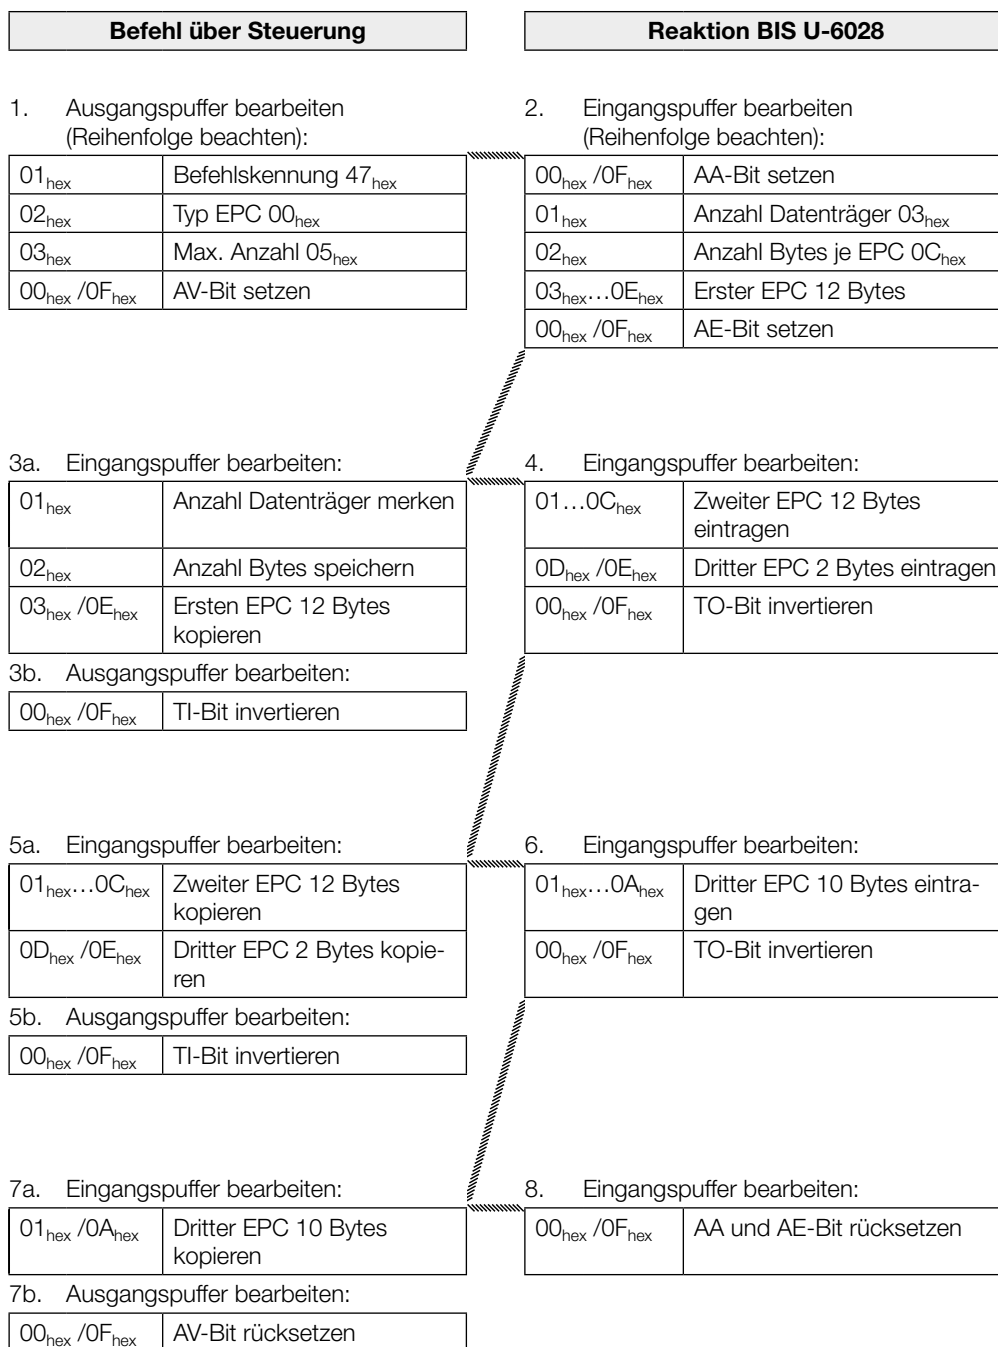 Befehl über Steuerung
Reaktion BIS U-6028
1. Ausgangspuffer bearbeiten
(Reihenfolge beachten):
01hex Befehlskennung 47hex
02hex Typ EPC 00hex
03hex Max. Anzahl 05hex
00hex /0Fhex AV-Bit setzen
2. Eingangspuffer bearbeiten
(Reihenfolge beachten):
00hex /0Fhex AA-Bit setzen
01hex Anzahl Datenträger 03hex
02hex Anzahl Bytes je EPC 0Chex
03hex…0Ehex Erster EPC 12 Bytes
00hex /0Fhex AE-Bit setzen
3a. Eingangspuffer bearbeiten:
01hex Anzahl Datenträger merken
02hex Anzahl Bytes speichern
03hex /0Ehex Ersten EPC 12 Bytes
kopieren
3b. Ausgangspuffer bearbeiten:
00hex /0Fhex TI-Bit invertieren
4. Eingangspuffer bearbeiten:
01…0Chex Zweiter EPC 12 Bytes
eintragen
0Dhex /0Ehex Dritter EPC 2 Bytes eintragen
00hex /0Fhex TO-Bit invertieren
5a. Eingangspuffer bearbeiten:
01hex…0Chex Zweiter EPC 12 Bytes
kopieren
0Dhex /0Ehex Dritter EPC 2 Bytes kopie-
ren
5b. Ausgangspuffer bearbeiten:
00hex /0Fhex TI-Bit invertieren
6. Eingangspuffer bearbeiten:
01hex…0Ahex Dritter EPC 10 Bytes eintra-
gen
00hex /0Fhex TO-Bit invertieren
7a. Eingangspuffer bearbeiten:
01hex /0Ahex Dritter EPC 10 Bytes
kopieren
7b. Ausgangspuffer bearbeiten:
00hex /0Fhex AV-Bit rücksetzen
8. Eingangspuffer bearbeiten:
00hex /0Fhex AA und AE-Bit rücksetzen